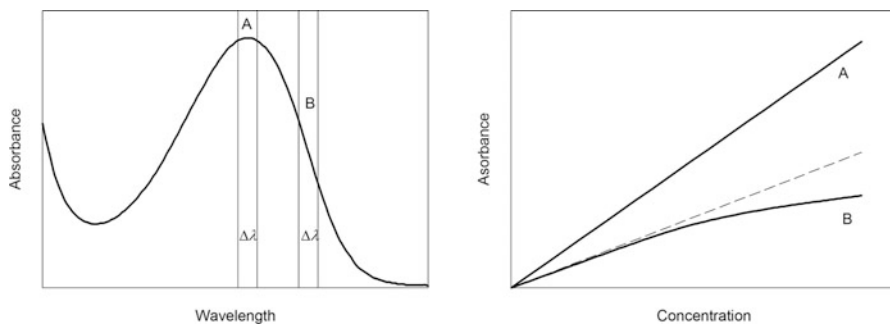 A
B
Δλ
Δλ
Absorbance
Wavelength
A
B
Asorbance
Concentration